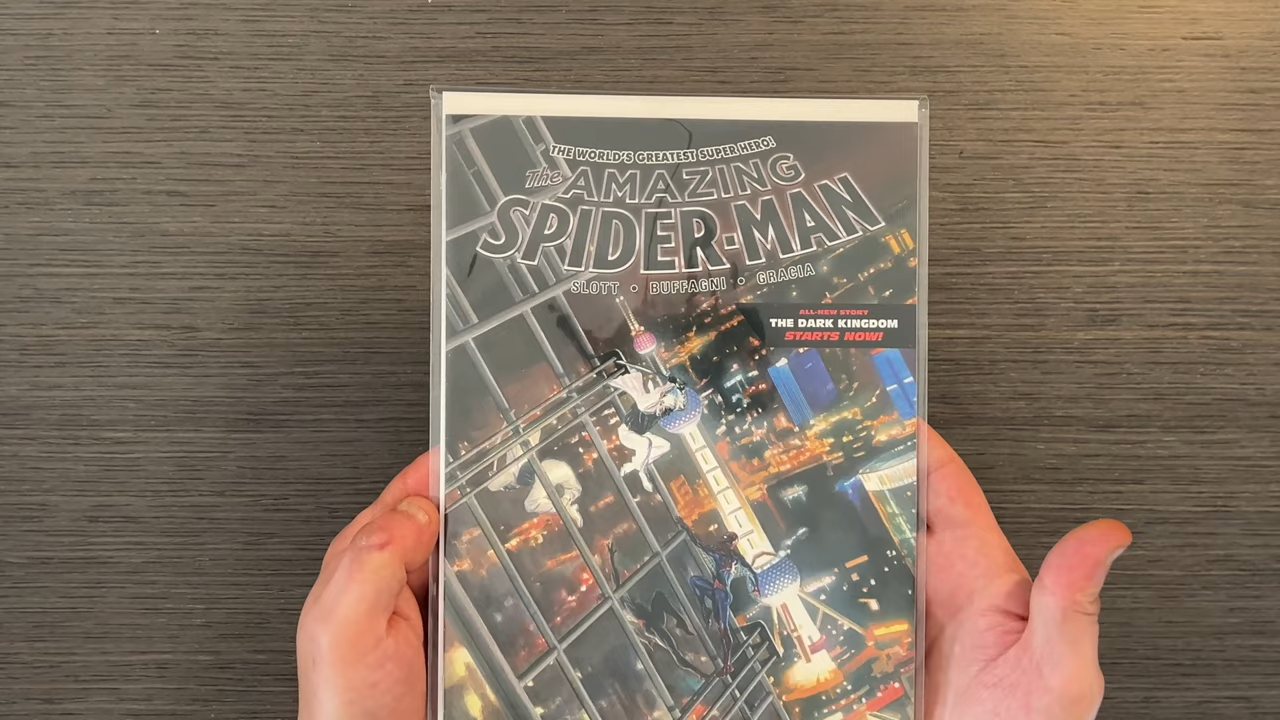 THE WORLD'S GREATEST SUPER HERO!
The AMAZING
SPIDER-MAN
SLOTT • BUFFAGNI • GRACIA
ALL-NEW STORY
THE DARK KINGDOM
STARTS NOW!